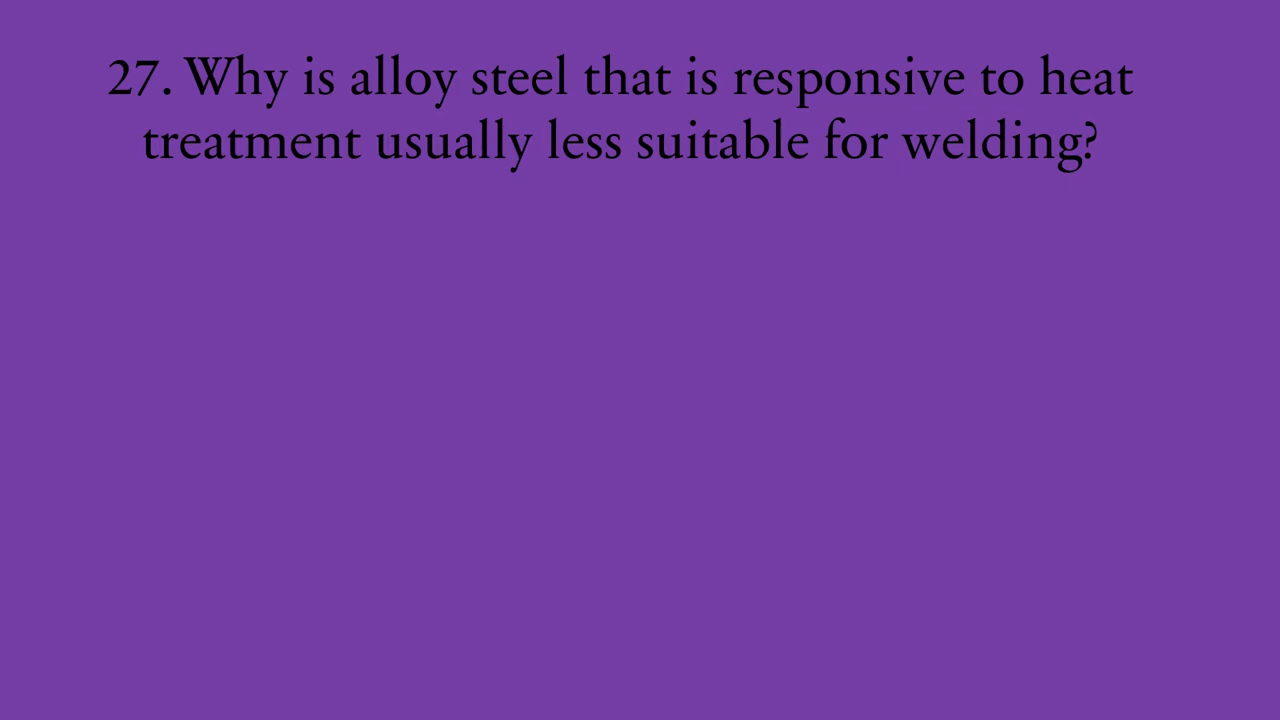 27. Why is alloy steel that is responsive to heat
treatment usually less suitable for welding?